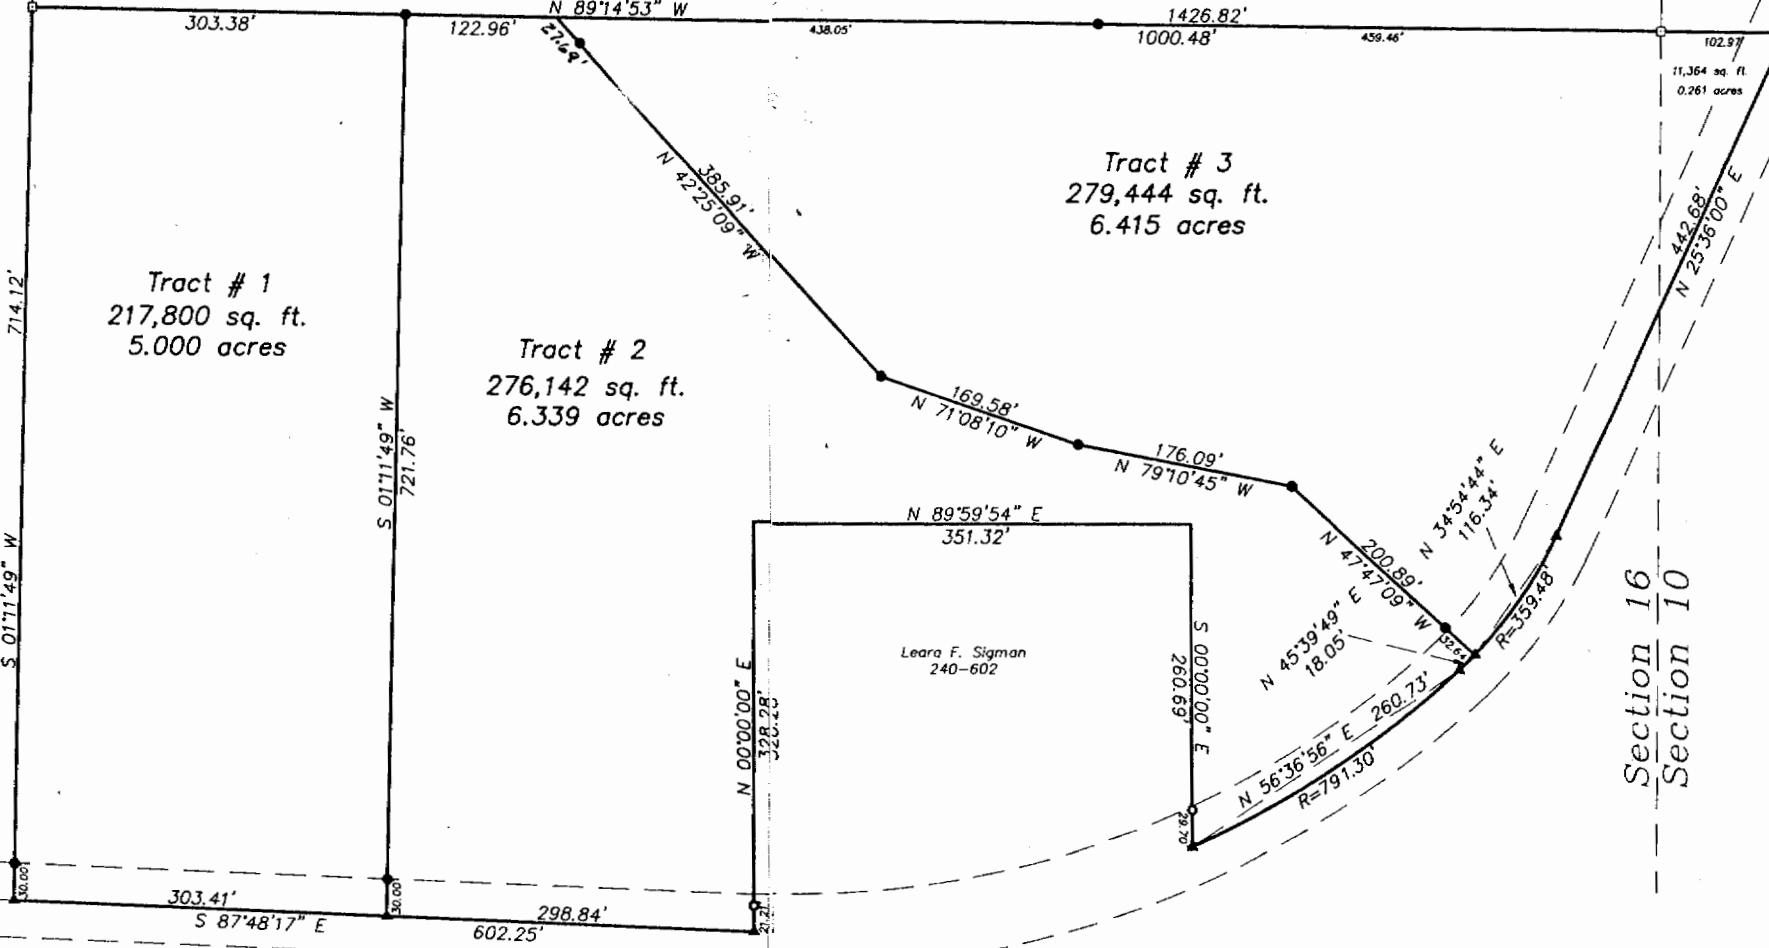 N 89°14'53" W
303.38'
122.96'
27.69'
438.05'
1426.82'
1000.48'
459.46'
102.97'
11,364 sq. ft.
0.261 acres
Tract # 3
279,444 sq. ft.
6.415 acres
385.91'
N 42°25'09" W
442.68'
N 25°36'00" E
Tract # 1
217,800 sq. ft.
5.000 acres
714.12'
S 01°11'49" W
Tract # 2
276,142 sq. ft.
6.339 acres
S 01°11'49" W
721.76'
169.58'
N 71°08'10" W
176.09'
N 79°10'45" W
N 89°59'54" E
351.32'
200.89'
N 47°47'09" W
N 34°54'44" E
116.34'
N 45°39'49" E
18.05'
32.64
R=359.48'
Leara F. Sigman
240-602
S 00°00'00" E
260.69'
29.70
N 00°00'00" E
328.28'
N 56°36'56" E 260.73'
R=791.30'
Section 16
Section 10
30.00'
303.41'
S 87°48'17" E
30.00'
298.84'
602.25'
21.21